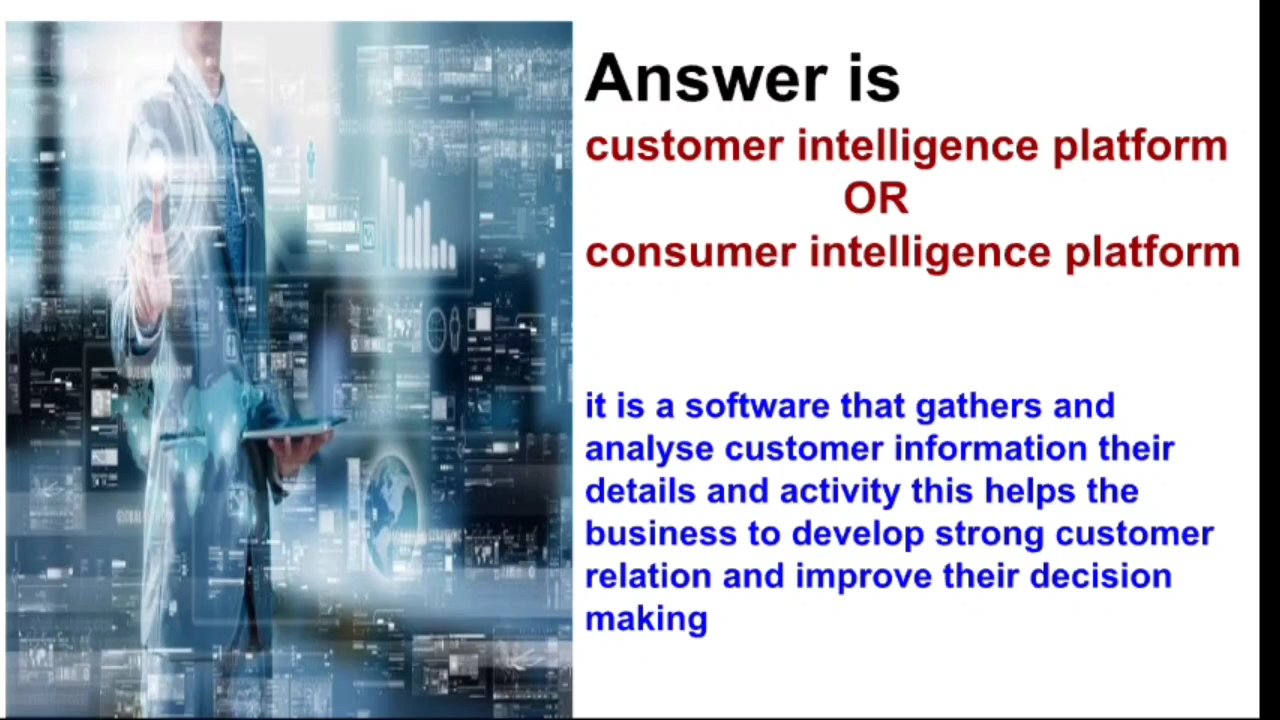 Answer is
customer intelligence platform
OR
consumer intelligence platform
it is a software that gathers and
analyse customer information their
details and activity this helps the
business to develop strong customer
relation and improve their decision
making